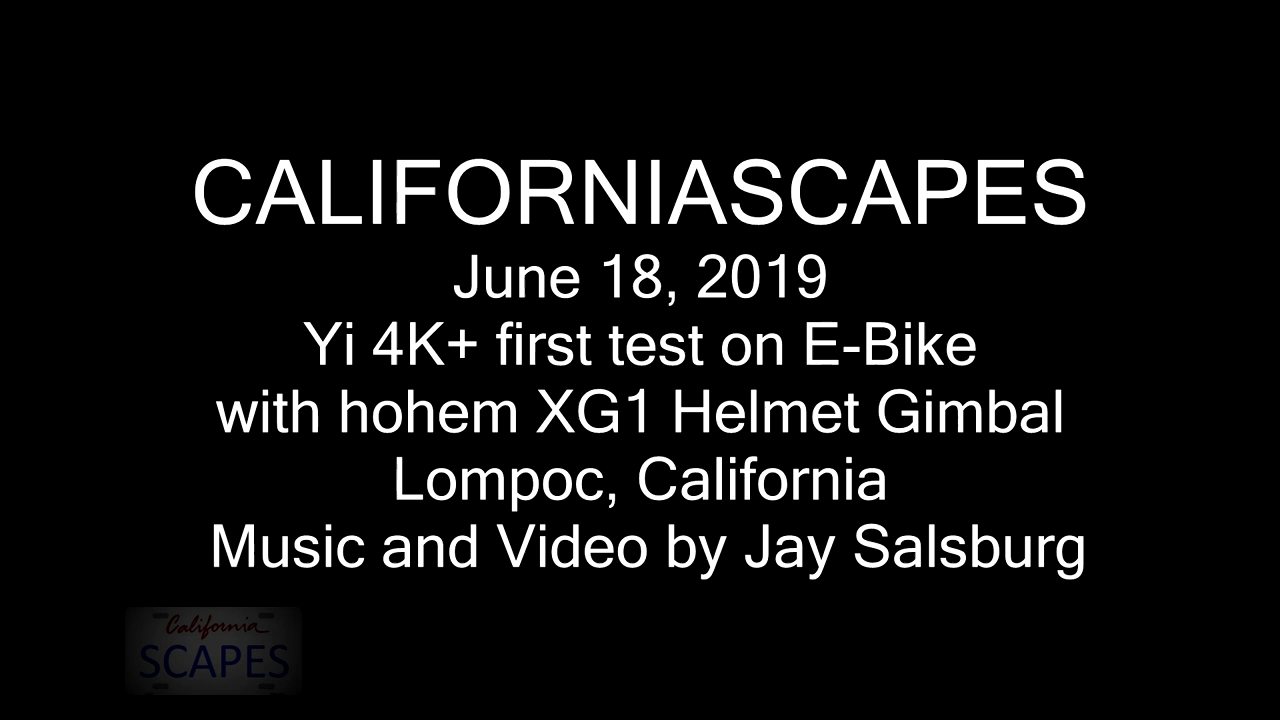 CALIFORNIASCAPES
June 18, 2019
Yi 4K+ first test on E-Bike
with hohem XG1 Helmet Gimbal
Lompoc, California
Music and Video by Jay Salsburg
California
SCAPES